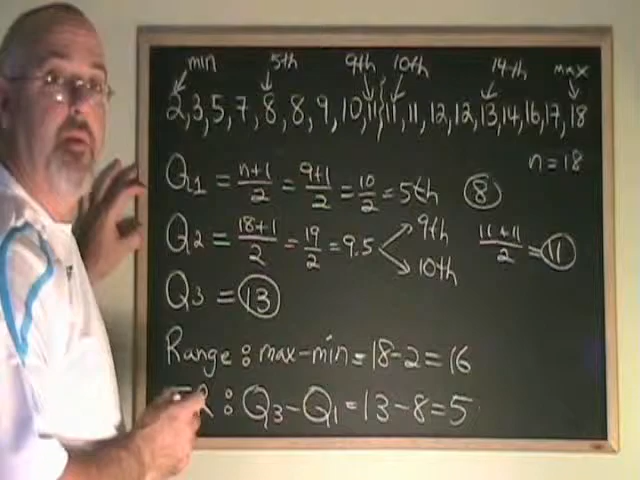 min 5th 9th 10th 14th max
2,3,5,7,8,8,9,10,11,11,11,12,12,13,14,16,17,18
n=18
Q1 = n+1/2 = 9+1/2 = 10/2 = 5th 8
Q2 = 18+1/2 = 19/2 = 9.5 9th 10th 11+11/2 = 11
Q3 = 13
Range: max-min = 18-2 = 16
: Q3-Q1 = 13-8 = 5